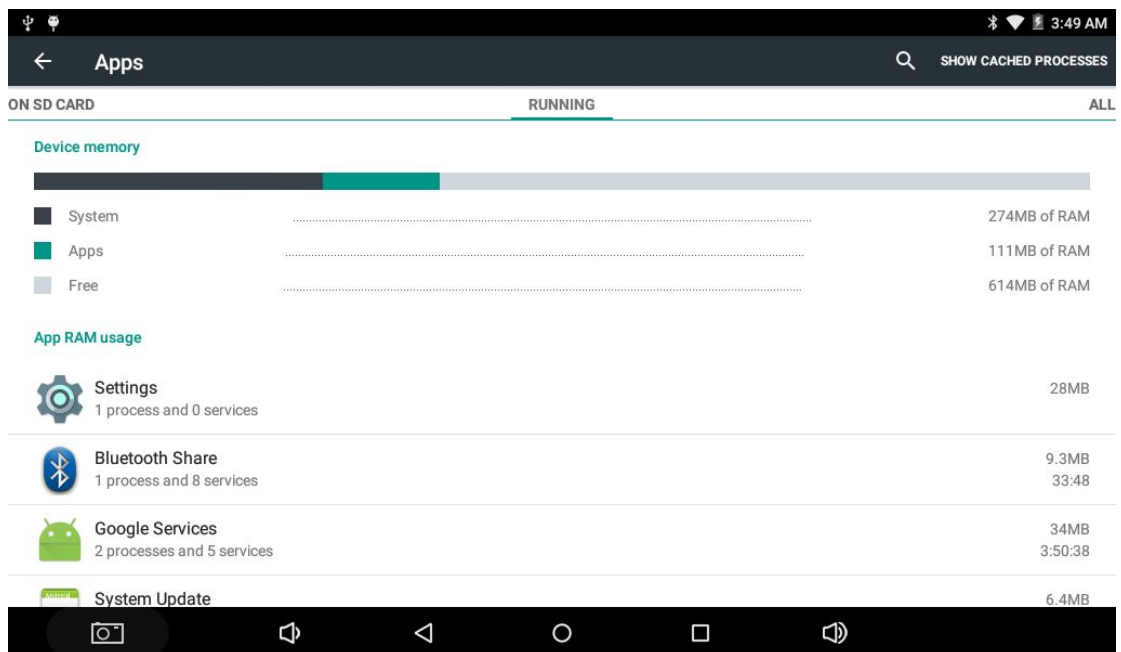 3:49 AM
Apps
SHOW CACHED PROCESSES
ON SD CARD
RUNNING
ALL
Device memory
System 274MB of RAM
Apps 111MB of RAM
Free 614MB of RAM
App RAM usage
Settings 28MB
1 process and 0 services
Bluetooth Share 9.3MB
1 process and 8 services 33:48
Google Services 34MB
2 processes and 5 services 3:50:38
Android
System Update 6.4MB